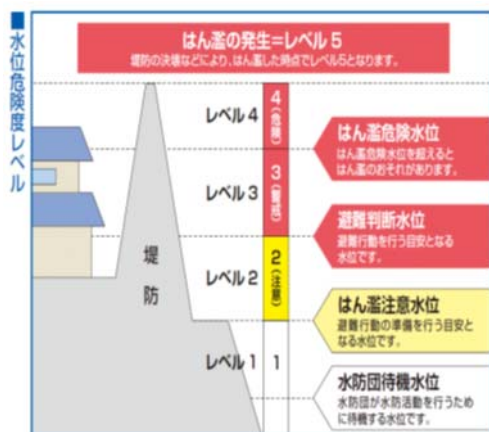 ■水位危険度レベル
はん濫の発生=レベル5
堤防の決壊などにより、はん濫した時点でレベル5となります。
レベル4
4(危険)
はん濫危険水位
はん濫危険水位を超えると
はん濫のおそれがあります。
レベル3
3(警戒)
避難判断水位
避難行動を行う目安となる
水位です。
堤防
レベル2
2(注意)
はん濫注意水位
避難行動の準備を行う目安と
なる水位です。
レベル1
1
水防団待機水位
水防団が水防活動を行うために
待機する水位です。